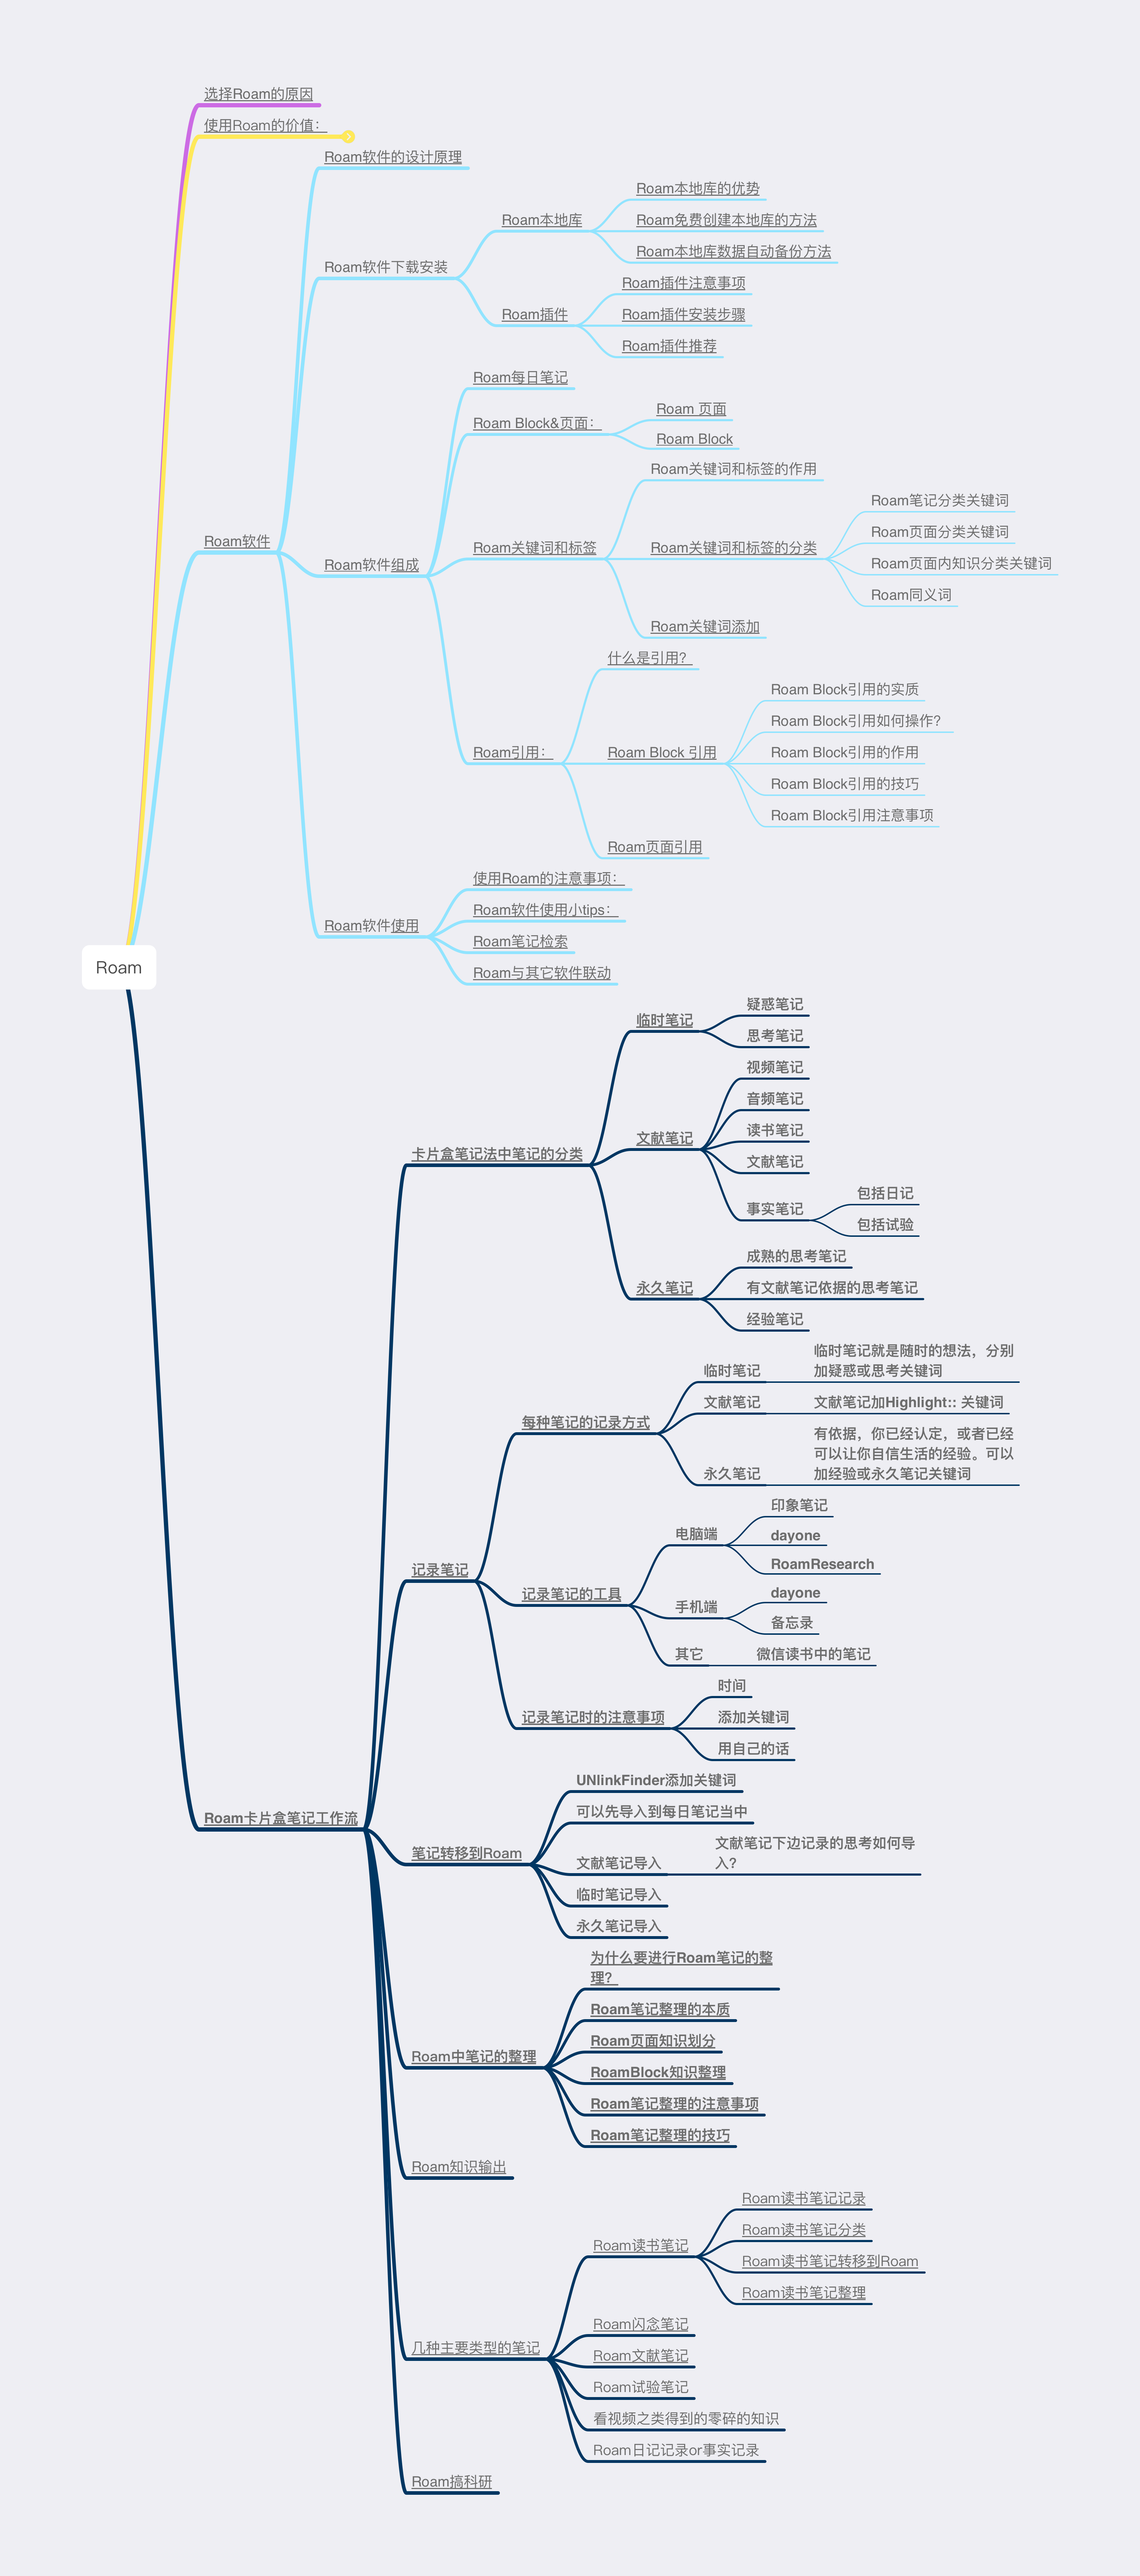 选择Roam的原因
使用Roam的价值：
Roam软件的设计原理
Roam本地库的优势
Roam本地库
Roam免费创建本地库的方法
Roam本地库数据自动备份方法
Roam软件下载安装
Roam插件注意事项
Roam插件
Roam插件安装步骤
Roam插件推荐
Roam每日笔记
Roam Block&页面：
Roam 页面
Roam Block
Roam关键词和标签的作用
Roam笔记分类关键词
Roam页面分类关键词
Roam软件
Roam关键词和标签
Roam关键词和标签的分类
Roam页面内知识分类关键词
Roam软件组成
Roam同义词
Roam关键词添加
什么是引用？
Roam Block引用的实质
Roam Block引用如何操作？
Roam引用：
Roam Block 引用
Roam Block引用的作用
Roam Block引用的技巧
Roam Block引用注意事项
Roam页面引用
使用Roam的注意事项：
Roam软件使用小tips：
Roam软件使用
Roam笔记检索
Roam与其它软件联动
Roam
临时笔记
疑惑笔记
思考笔记
视频笔记
音频笔记
文献笔记
读书笔记
卡片盒笔记法中笔记的分类
文献笔记
事实笔记
包括日记
包括试验
成熟的思考笔记
永久笔记
有文献笔记依据的思考笔记
经验笔记
临时笔记
临时笔记就是随时的想法，分别
加疑惑或思考关键词
文献笔记
文献笔记加Highlight:: 关键词
每种笔记的记录方式
有依据，你已经认定，或者已经
可以让你自信生活的经验。可以
永久笔记
加经验或永久笔记关键词
印象笔记
电脑端
dayone
RoamResearch
记录笔记
记录笔记的工具
手机端
dayone
备忘录
其它
微信读书中的笔记
时间
记录笔记时的注意事项
添加关键词
用自己的话
UNlinkFinder添加关键词
可以先导入到每日笔记当中
Roam卡片盒笔记工作流
笔记转移到Roam
文献笔记导入
文献笔记下边记录的思考如何导
入？
临时笔记导入
永久笔记导入
为什么要进行Roam笔记的整
理？
Roam笔记整理的本质
Roam页面知识划分
Roam中笔记的整理
RoamBlock知识整理
Roam笔记整理的注意事项
Roam笔记整理的技巧
Roam知识输出
Roam读书笔记记录
Roam读书笔记
Roam读书笔记分类
Roam读书笔记转移到Roam
Roam读书笔记整理
Roam闪念笔记
几种主要类型的笔记
Roam文献笔记
Roam试验笔记
看视频之类得到的零碎的知识
Roam日记记录or事实记录
Roam搞科研